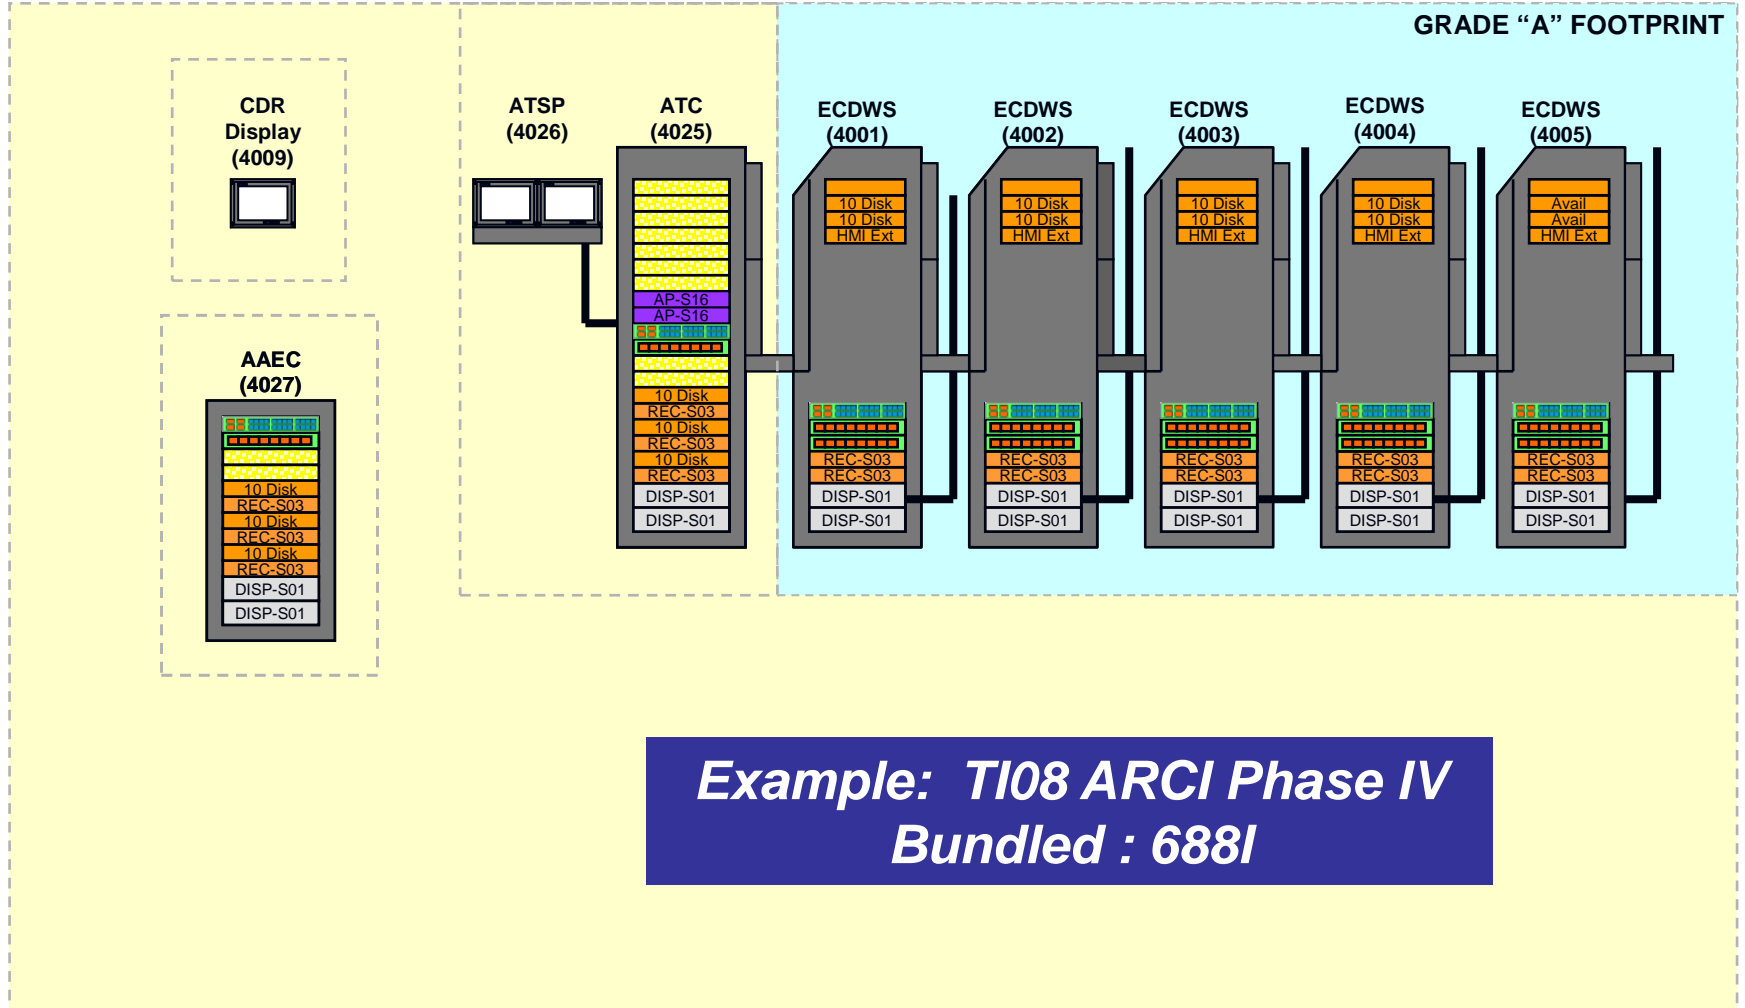 GRADE “A” FOOTPRINT
CDR
Display
(4009)
ATSP
(4026)
ATC
(4025)
AP-S16
AP-S16
10 Disk
REC-S03
10 Disk
REC-S03
10 Disk
REC-S03
DISP-S01
DISP-S01
ECDWS
(4001)
10 Disk
10 Disk
HMI Ext
REC-S03
REC-S03
DISP-S01
DISP-S01
ECDWS
(4002)
10 Disk
10 Disk
HMI Ext
REC-S03
REC-S03
DISP-S01
DISP-S01
ECDWS
(4003)
10 Disk
10 Disk
HMI Ext
REC-S03
REC-S03
DISP-S01
DISP-S01
ECDWS
(4004)
10 Disk
10 Disk
HMI Ext
REC-S03
REC-S03
DISP-S01
DISP-S01
ECDWS
(4005)
Avail
Avail
HMI Ext
REC-S03
REC-S03
DISP-S01
DISP-S01
AAEC
(4027)
10 Disk
REC-S03
10 Disk
REC-S03
10 Disk
REC-S03
DISP-S01
DISP-S01
Example: TI08 ARCI Phase IV
Bundled : 688I